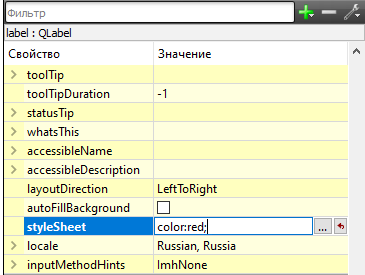 Фильтр
label : QLabel
Свойство Значение
toolTip
toolTipDuration -1
statusTip
whatsThis
accessibleName
accessibleDescription
layoutDirection LeftToRight
autoFillBackground
styleSheet color:red; ...
locale Russian, Russia
inputMethodHints ImhNone